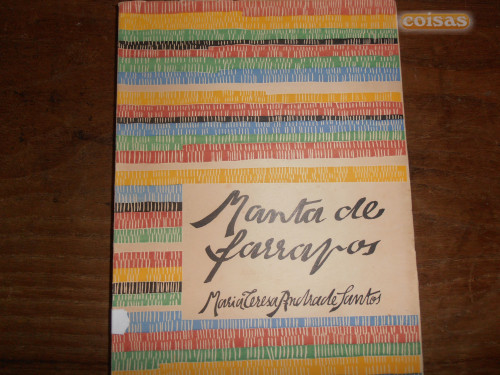 coisas
Manta de
farrapos
Maria Teresa Andrade Santos